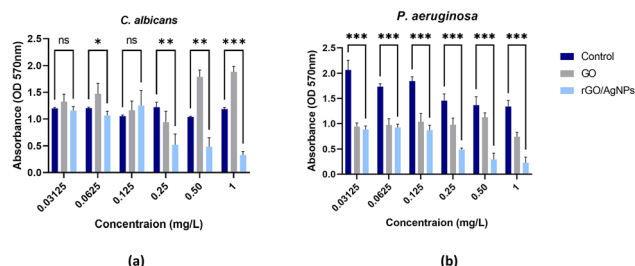 C. albicans
(a)
ns * ns ** ** ***
Absorbance (OD 570nm)
2.5
2.0
1.5
1.0
0.5
0.0
0.03125 0.0625 0.125 0.25 0.50 1
Concentraion (mg/L)
(a)
P. aeruginosa
(b)
*** *** *** *** *** ***
Absorbance (OD 570nm)
2.5
2.0
1.5
1.0
0.5
0.0
0.03125 0.0625 0.125 0.25 0.50 1
Concentraion (mg/L)
(b)
Control
GO
rGO/AgNPs